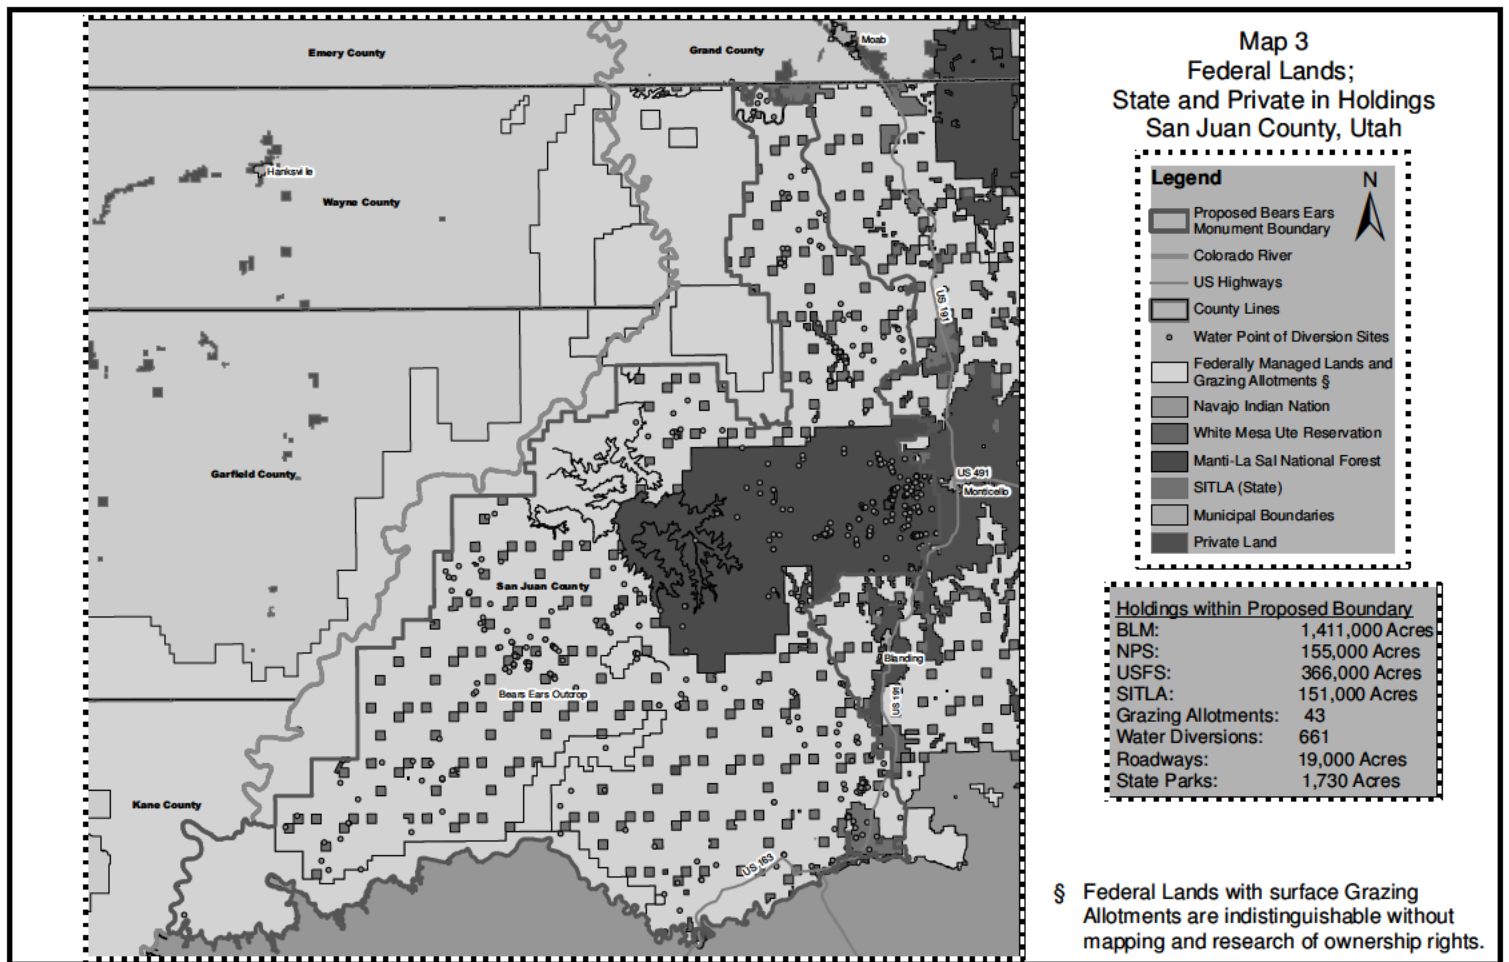 Map 3
Federal Lands;
State and Private in Holdings
San Juan County, Utah
Legend
N
Proposed Bears Ears
Monument Boundary
Colorado River
US Highways
County Lines
Water Point of Diversion Sites
Federally Managed Lands and
Grazing Allotments §
Navajo Indian Nation
White Mesa Ute Reservation
Manti-La Sal National Forest
SITLA (State)
Municipal Boundaries
Private Land
Holdings within Proposed Boundary
BLM: 1,411,000 Acres
NPS: 155,000 Acres
USFS: 366,000 Acres
SITLA: 151,000 Acres
Grazing Allotments: 43
Water Diversions: 661
Roadways: 19,000 Acres
State Parks: 1,730 Acres
§ Federal Lands with surface Grazing
Allotments are indistinguishable without
mapping and research of ownership rights.
Emery County
Grand County
Moab
Hanksville
Wayne County
US 191
Garfield County
US 491
Monticello
San Juan County
Blanding
Bears Ears Outcrop
US 191
Kane County
US 163